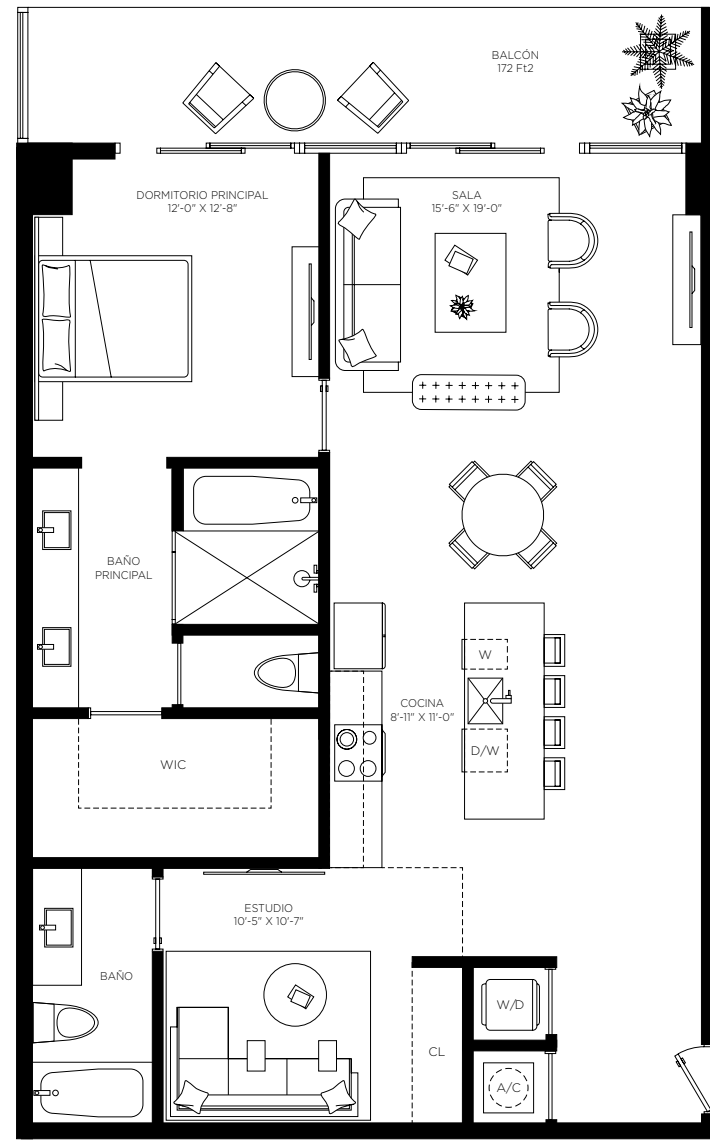 BALCÓN
172 Ft2
DORMITORIO PRINCIPAL
12'-0" X 12'-8"
SALA
15'-6" X 19'-0"
BAÑO
PRINCIPAL
W
COCINA
8'-11" X 11'-0"
D/W
WIC
ESTUDIO
10'-5" X 10'-7"
BAÑO
W/D
CL
A/C